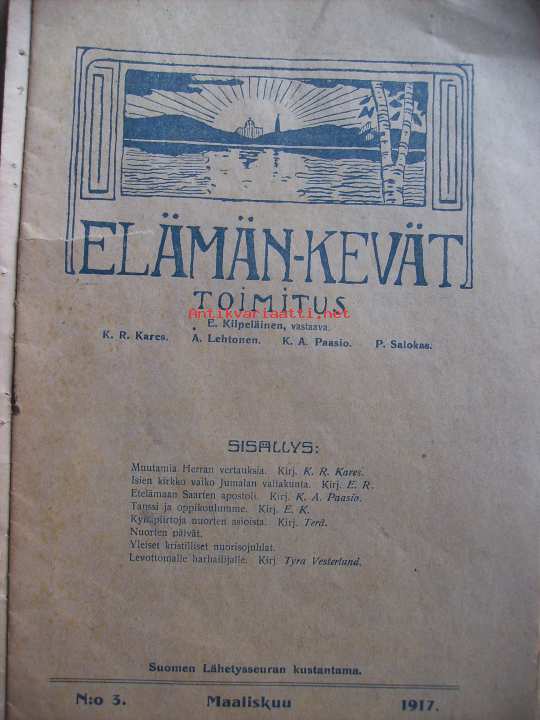 ELÄMÄN-KEVÄT
TOIMITUS
Antikvariaatti.net
E. Kilpeläinen, vastaava.
K. R. Kares. A. Lehtonen. K. A. Paasio. P. Salokas.
SISÄLLYS:
Muutamia Herran vertauksia. Kirj. K. R. Kares.
Isien kirkko vaiko Jumalan valtakunta. Kirj. E. R.
Etelämaan Saarten apostoli. Kirj. K. A. Paasio.
Tanssi ja oppikoulumme. Kirj. E. K.
Kynäpiirtoja nuorten asioista. Kirj. Terä.
Nuorten päivät.
Yleiset kristilliset nuorisojuhlat.
Levottomalle harhailijalle. Kirj. Tyra Vesterlund.
Suomen Lähetysseuran kustantama.
N:o 3. Maaliskuu 1917.